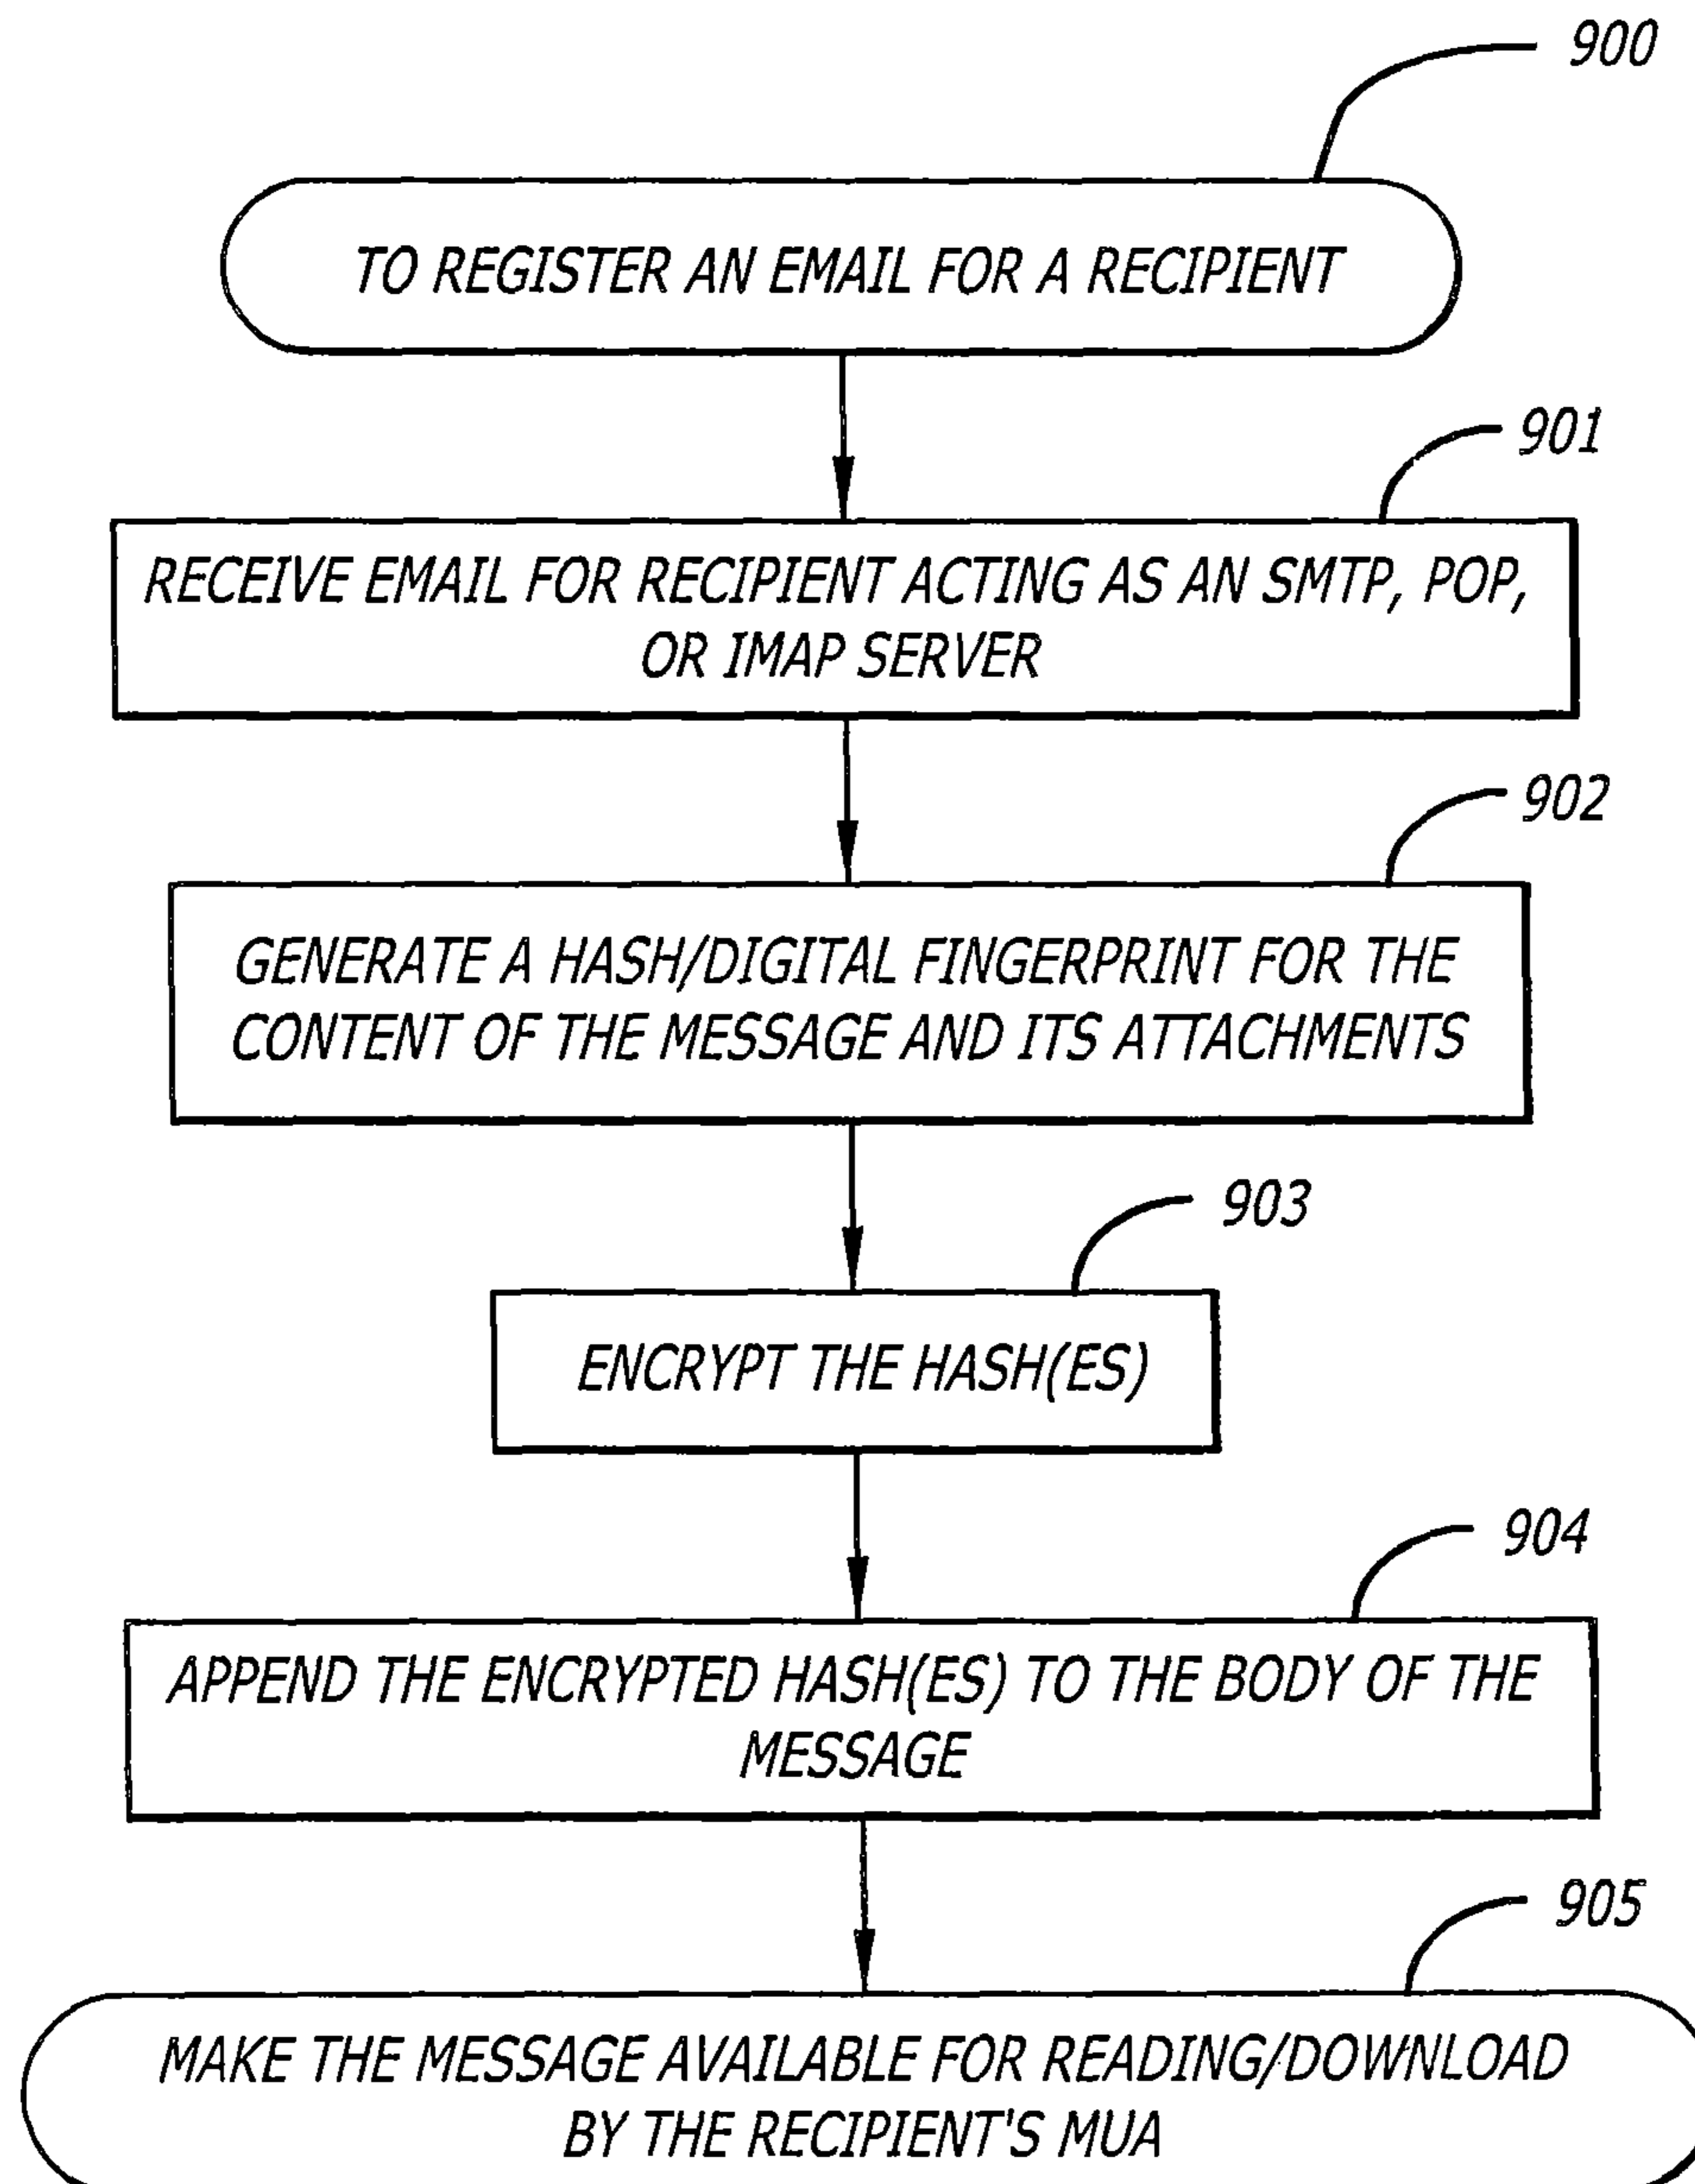 900
TO REGISTER AN EMAIL FOR A RECIPIENT
901
RECEIVE EMAIL FOR RECIPIENT ACTING AS AN SMTP, POP,
OR IMAP SERVER
902
GENERATE A HASH/DIGITAL FINGERPRINT FOR THE
CONTENT OF THE MESSAGE AND ITS ATTACHMENTS
903
ENCRYPT THE HASH(ES)
904
APPEND THE ENCRYPTED HASH(ES) TO THE BODY OF THE
MESSAGE
905
MAKE THE MESSAGE AVAILABLE FOR READING/DOWNLOAD
BY THE RECIPIENT'S MUA